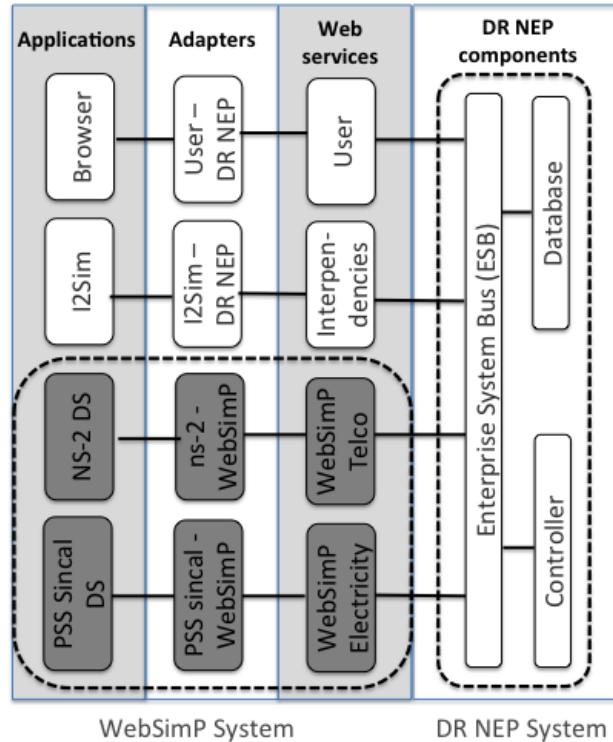 Applications
Adapters
Web
services
DR NEP
components
Browser
User –
DR NEP
User
I2Sim
I2Sim –
DR NEP
Interpen-
dencies
NS-2 DS
ns-2 -
WebSimP
WebSimP
Telco
PSS Sincal
DS
PSS sincal -
WebSimP
WebSimP
Electricity
Enterprise System Bus (ESB)
Database
Controller
WebSimP System
DR NEP System